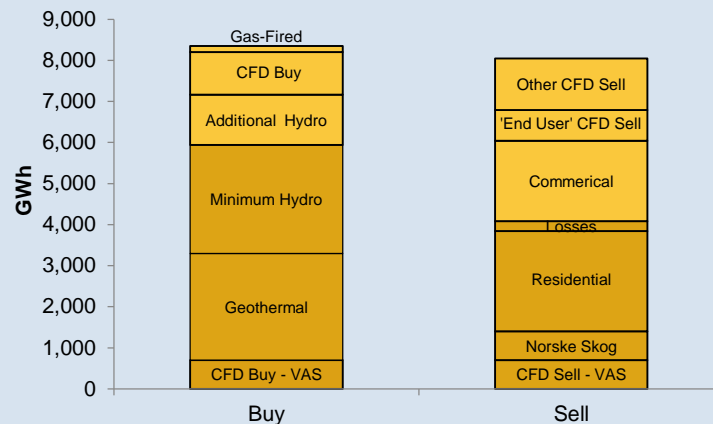 9,000
8,000
7,000
6,000
5,000
4,000
3,000
2,000
1,000
0
GWh
Gas-Fired
CFD Buy
Additional  Hydro
Minimum Hydro
Geothermal
CFD Buy - VAS
Other CFD Sell
'End User' CFD Sell
Commerical
Losses
Residential
Norske Skog
CFD Sell - VAS
Buy
Sell